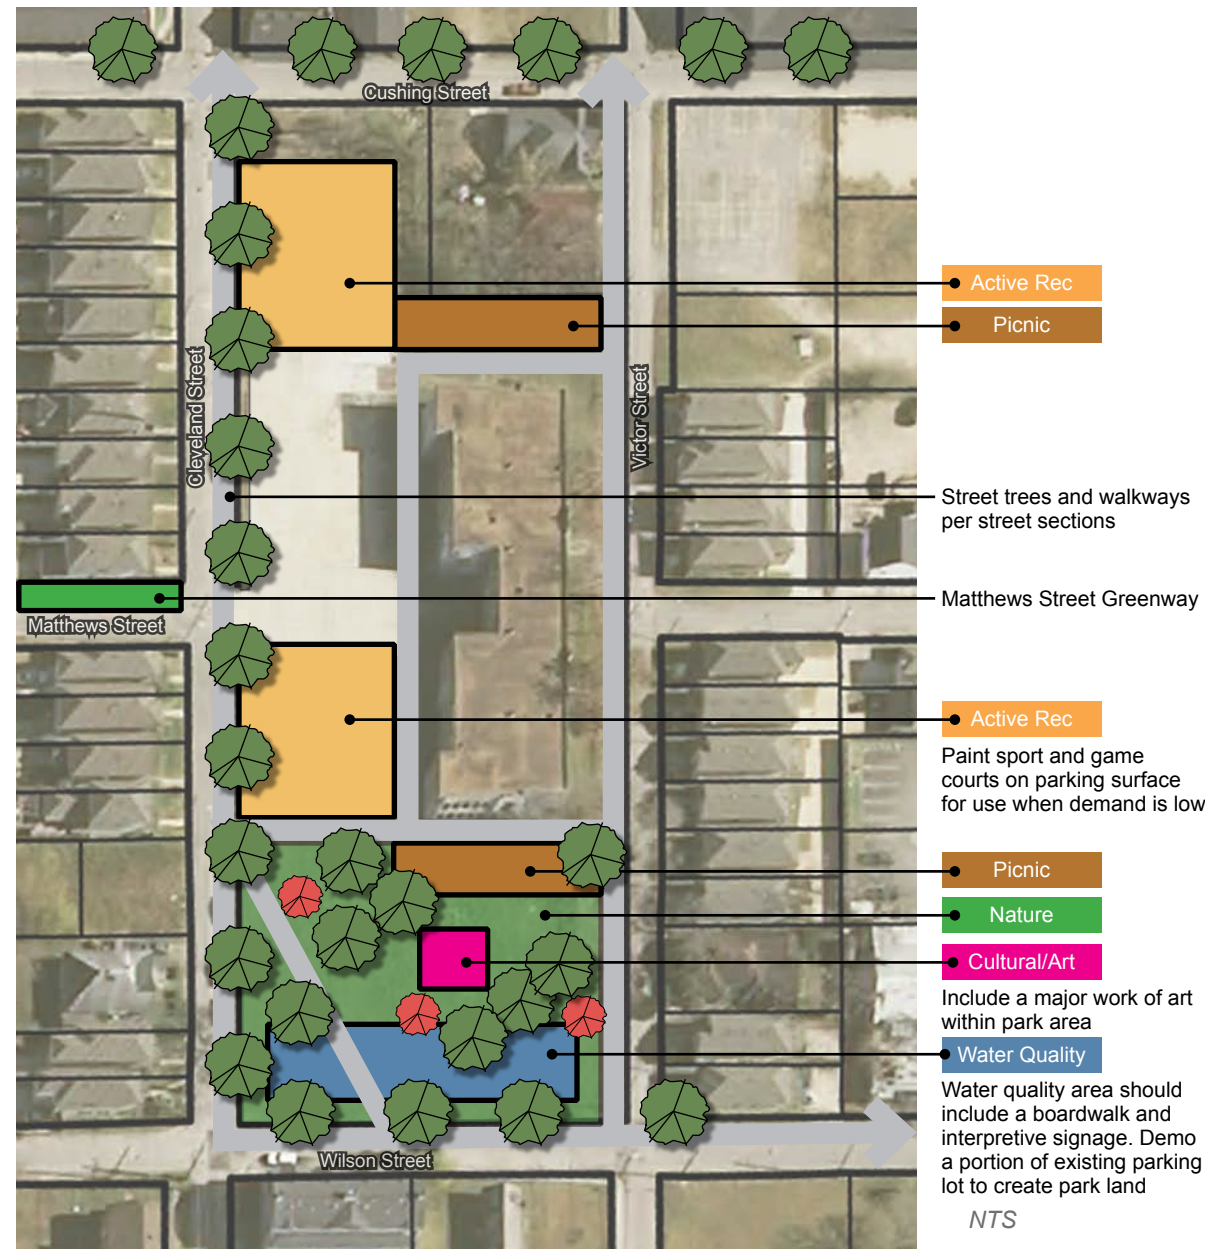 Cushing Street
Active Rec
Picnic
Cleveland Street
Victor Street
Street trees and walkways
per street sections
Matthews Street Greenway
Matthews Street
Active Rec
Paint sport and game
courts on parking surface
for use when demand is low
Picnic
Nature
Cultural/Art
Include a major work of art
within park area
Water Quality
Water quality area should
include a boardwalk and
interpretive signage. Demo
a portion of existing parking
lot to create park land
Wilson Street
NTS